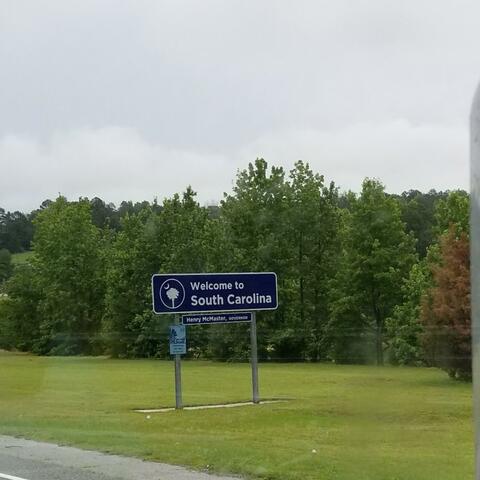 Welcome to
South Carolina
Henry McMaster, GOVERNOR